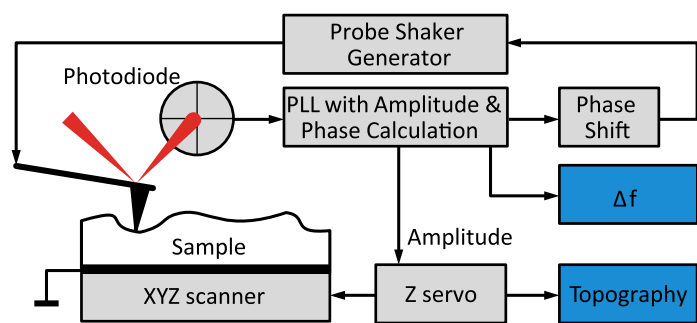 Probe Shaker
Generator
Photodiode
PLL with Amplitude &
Phase Calculation
Phase
Shift
Δf
Amplitude
Sample
XYZ scanner
Z servo
Topography